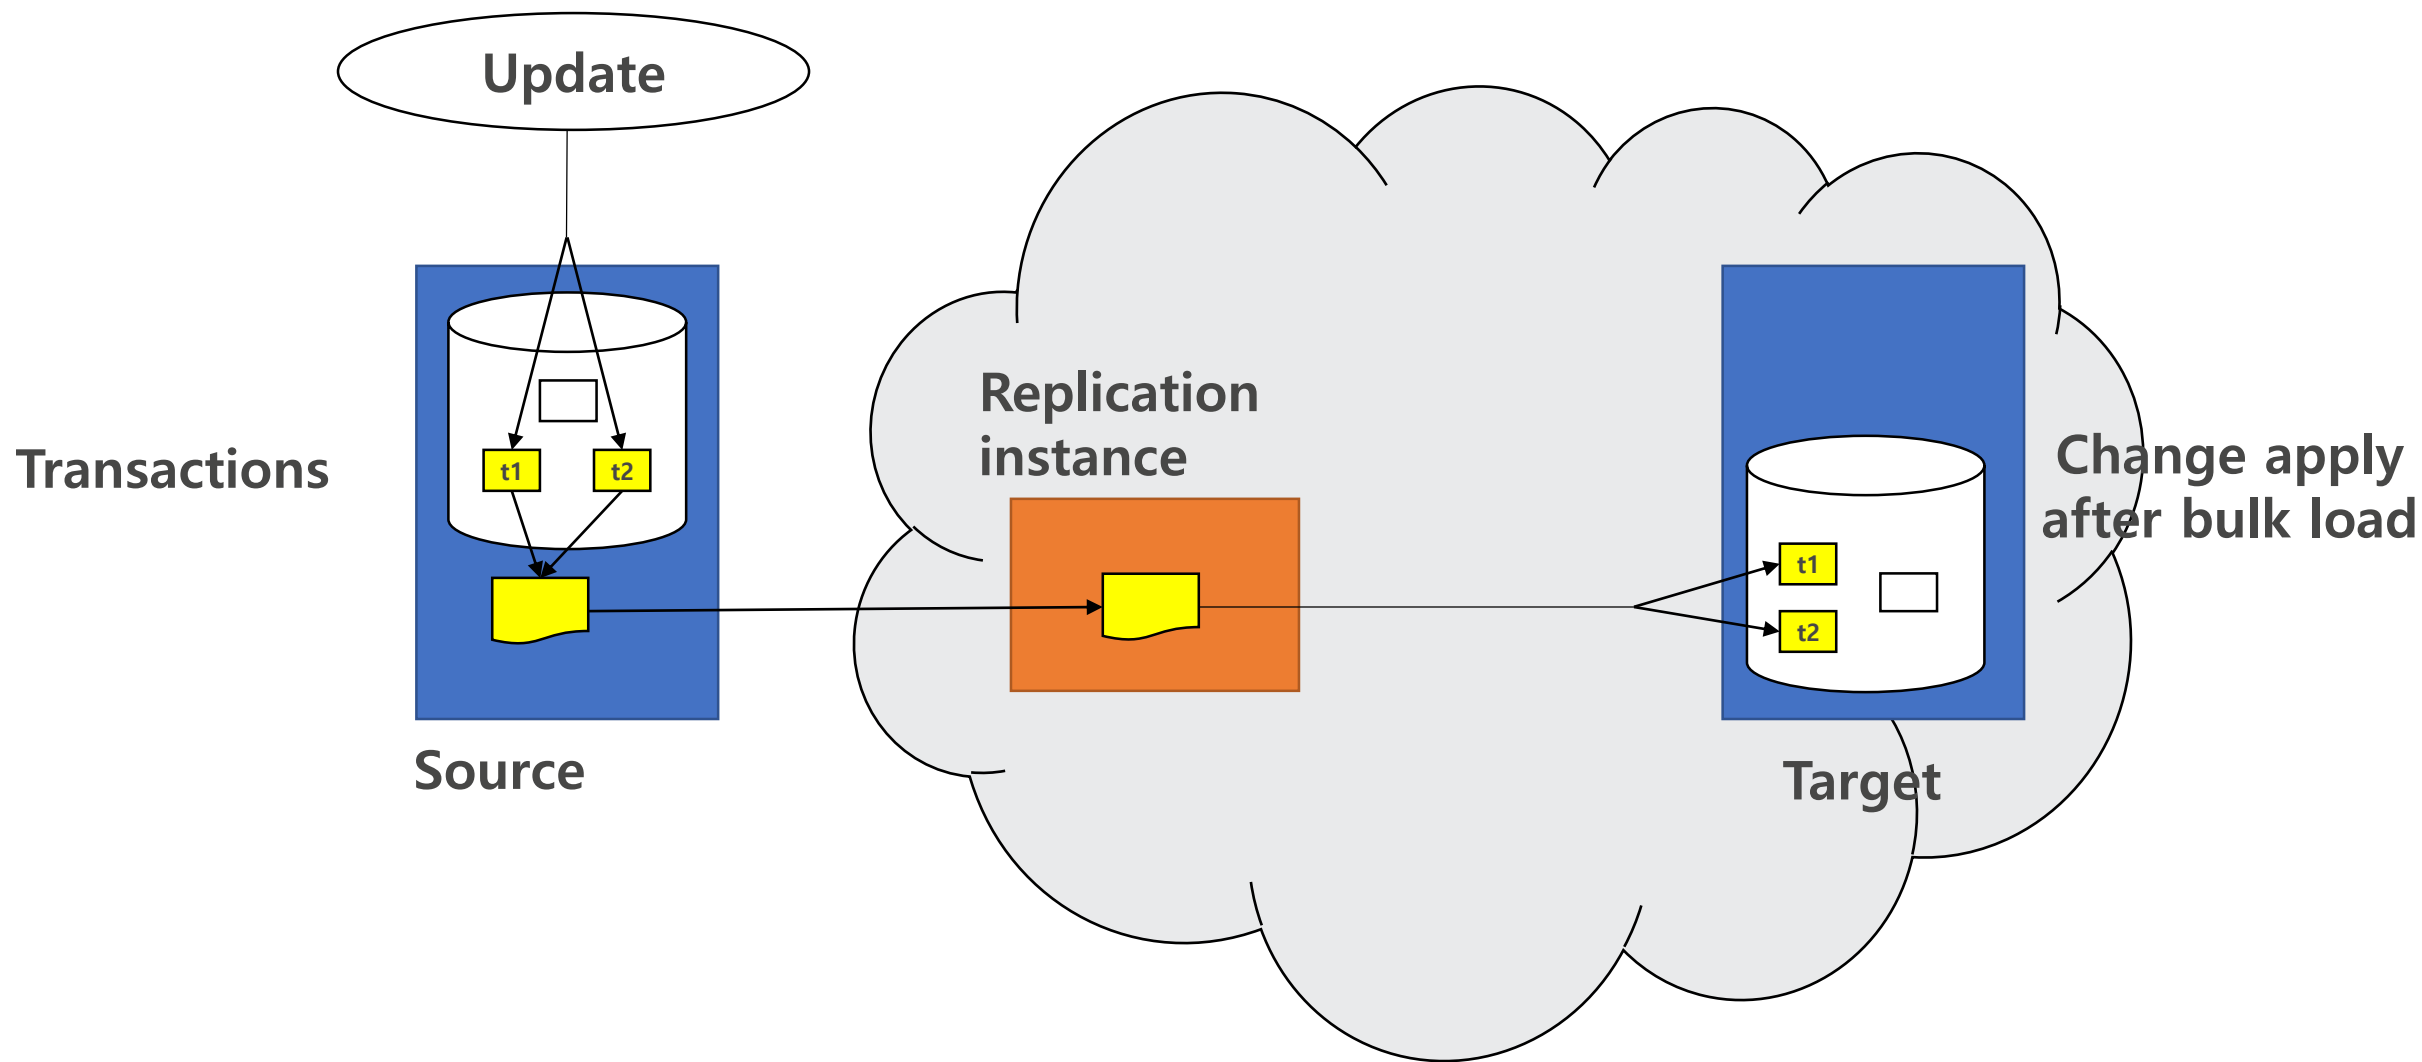 Update
Transactions
t1
t2
Source
Replication
instance
t1
t2
Target
Change apply
after bulk load